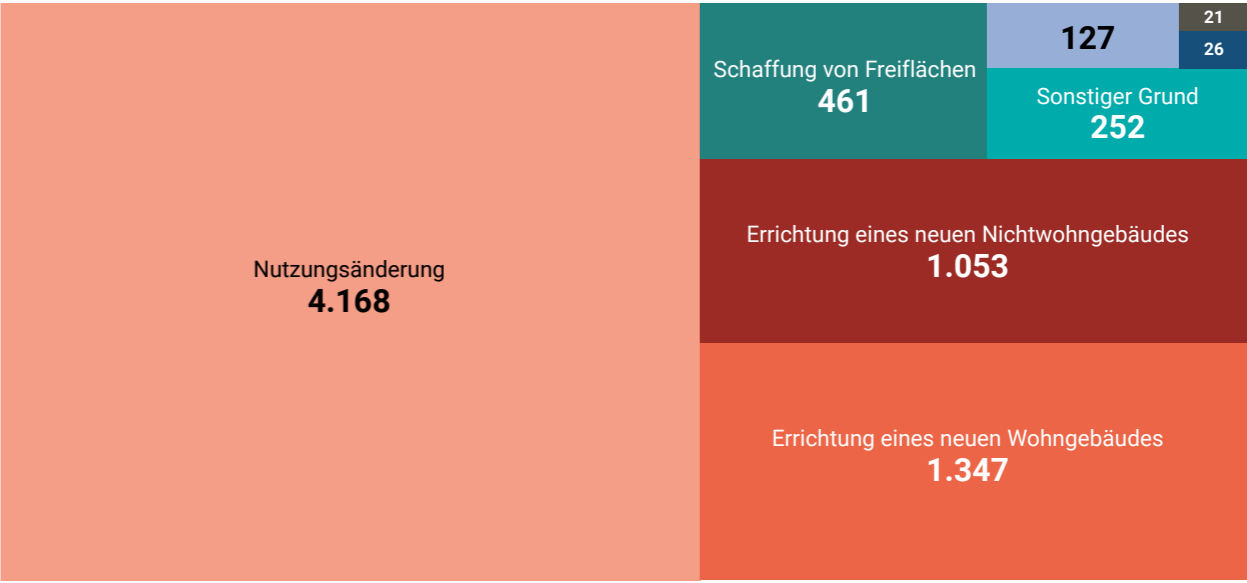 Nutzungsänderung
4.168
Schaffung von Freiflächen
461
127
21
26
Sonstiger Grund
252
Errichtung eines neuen Nichtwohngebäudes
1.053
Errichtung eines neuen Wohngebäudes
1.347